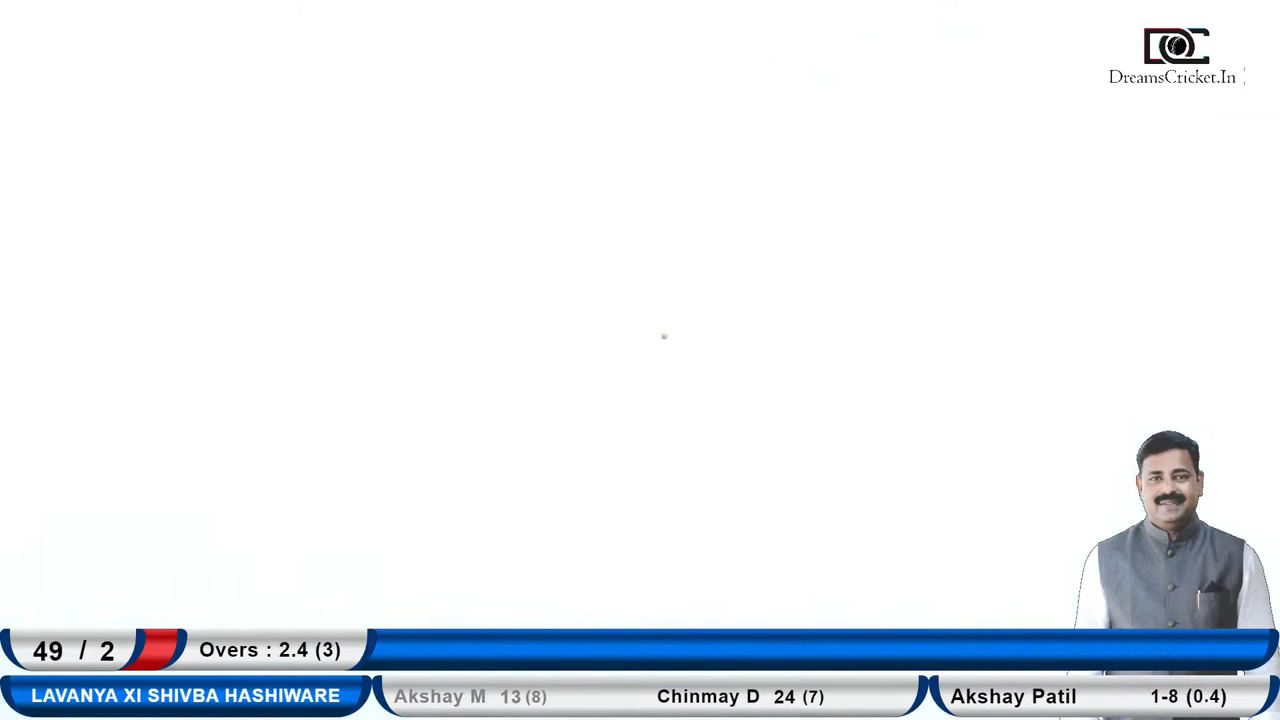 DC
DreamsCricket.In
49 / 2 Overs : 2.4 (3)
LAVANYA XI SHIVBA HASHIWARE Akshay M 13 (8) Chinmay D 24 (7) Akshay Patil 1-8 (0.4)